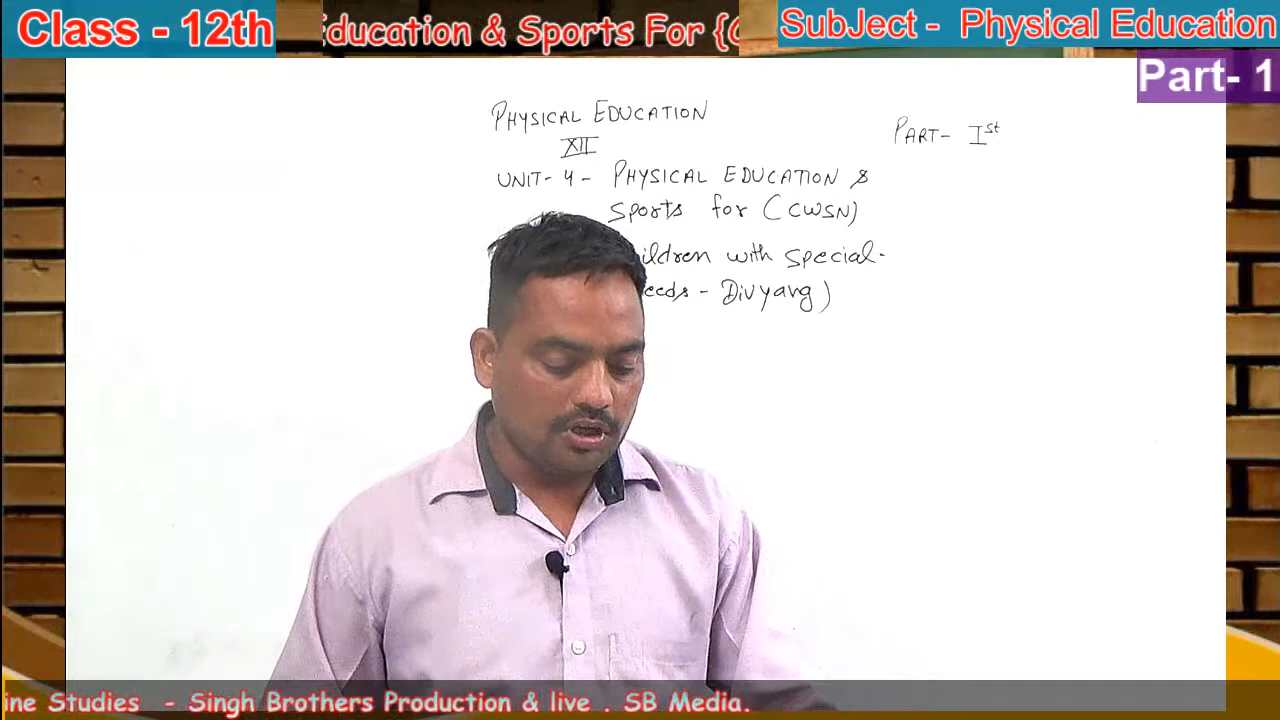 Class - 12th
Education & Sports For {
SubJect - Physical Education
Part- 1
PHYSICAL EDUCATION
XII
PART- Ist
UNIT- 4 - PHYSICAL EDUCATION &
Sports for (CWSN)
ildren with special-
eeds - Divyang)
ine Studies - Singh Brothers Production & live . SB Media.